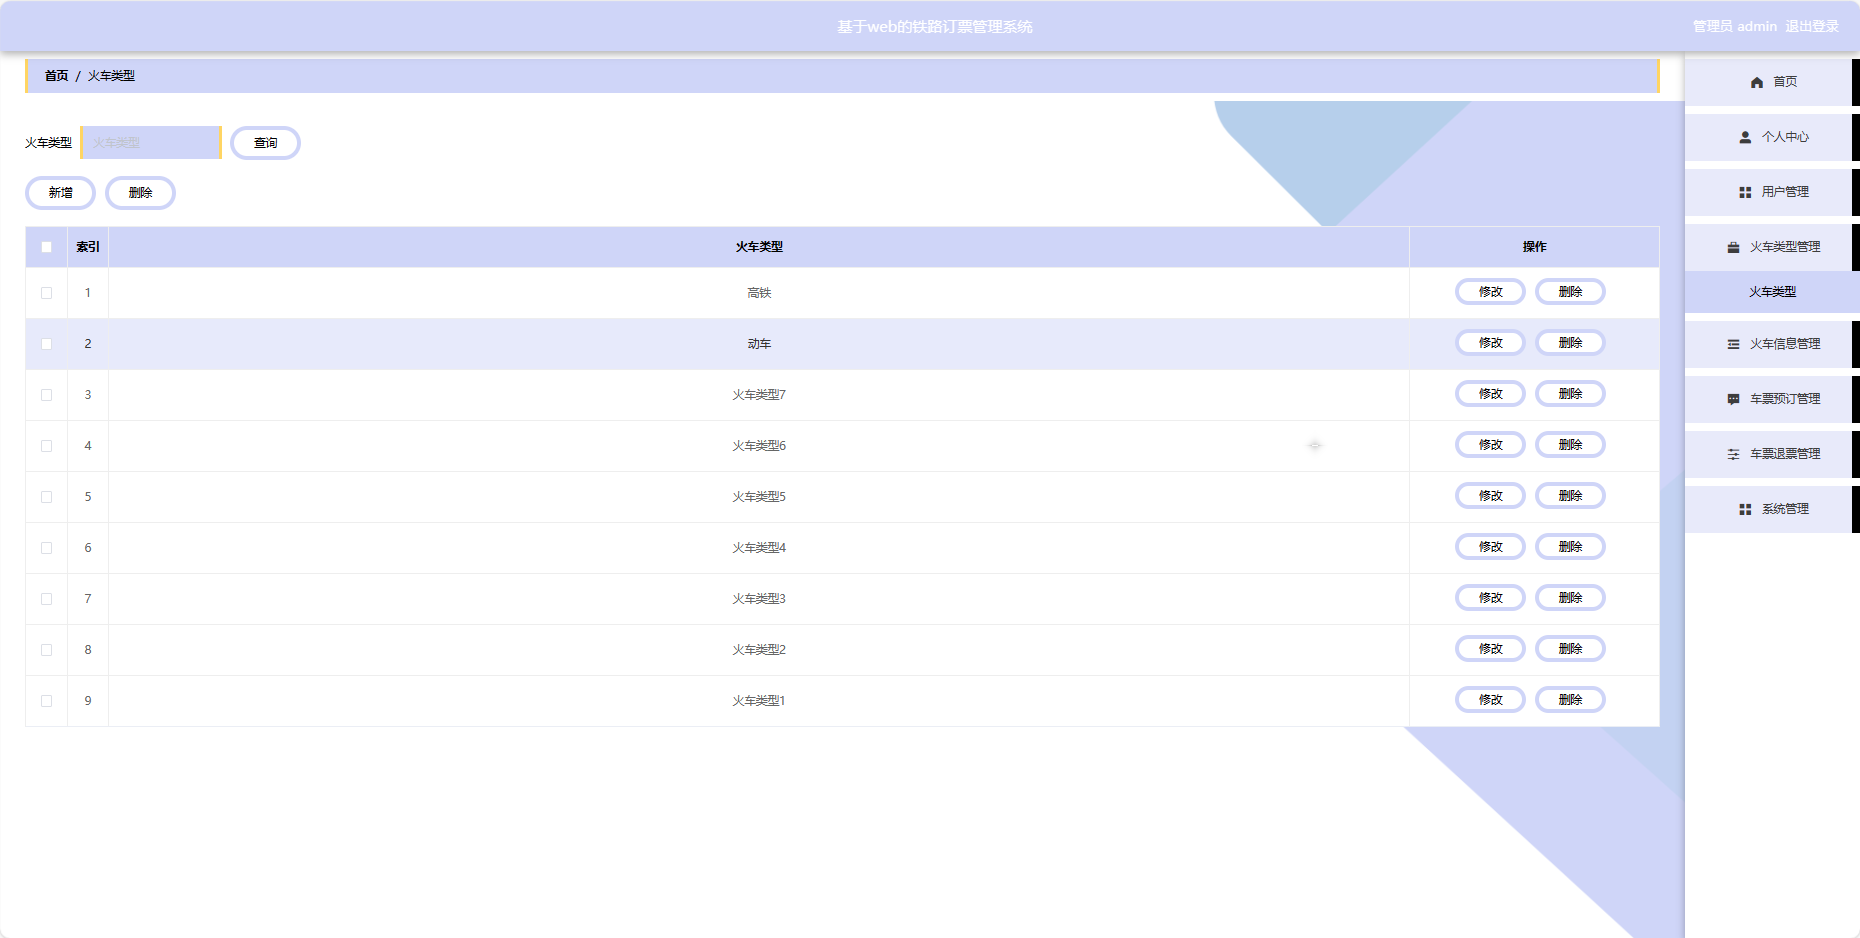 基于web的铁路订票管理系统
管理员 admin 退出登录
首页 / 火车类型
火车类型 火车类型 查询
新增 删除
索引 火车类型 操作
1 高铁 修改 删除
2 动车 修改 删除
3 火车类型7 修改 删除
4 火车类型6 修改 删除
5 火车类型5 修改 删除
6 火车类型4 修改 删除
7 火车类型3 修改 删除
8 火车类型2 修改 删除
9 火车类型1 修改 删除
首页
个人中心
用户管理
火车类型管理
火车类型
火车信息管理
车票预订管理
车票退票管理
系统管理